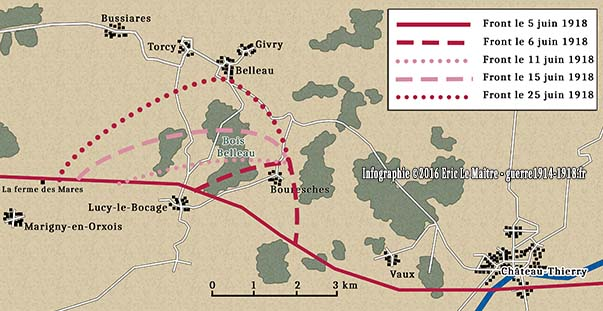 Bussiares
Torcy
Givry
Belleau
Front le 5 juin 1918
Front le 6 juin 1918
Front le 11 juin 1918
Front le 15 juin 1918
Front le 25 juin 1918
Bois
Belleau
Infographie ©2016 Eric Le Maître - guerre1914-1918.fr
La ferme des Mares
Bouresches
Lucy-le-Bocage
Marigny-en-Orxois
Vaux
Château-Thierry
0 1 2 3 km